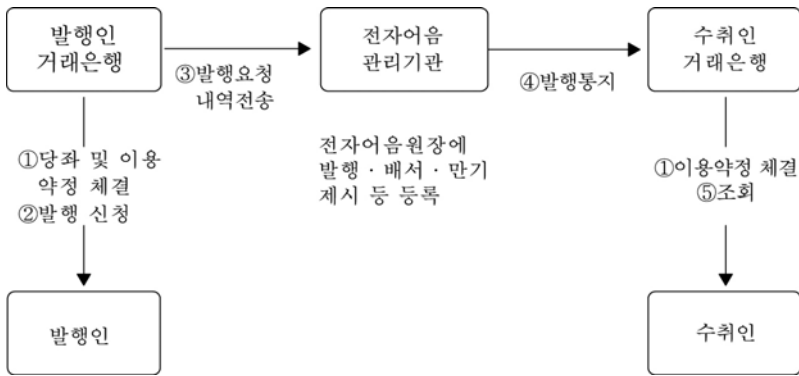 발행인
거래은행
③발행요청
내역전송
전자어음
관리기관
④발행통지
수취인
거래은행
①당좌 및 이용
약정 체결
②발행 신청
전자어음원장에
발행·배서·만기
제시 등 등록
①이용약정 체결
⑤조회
발행인
수취인